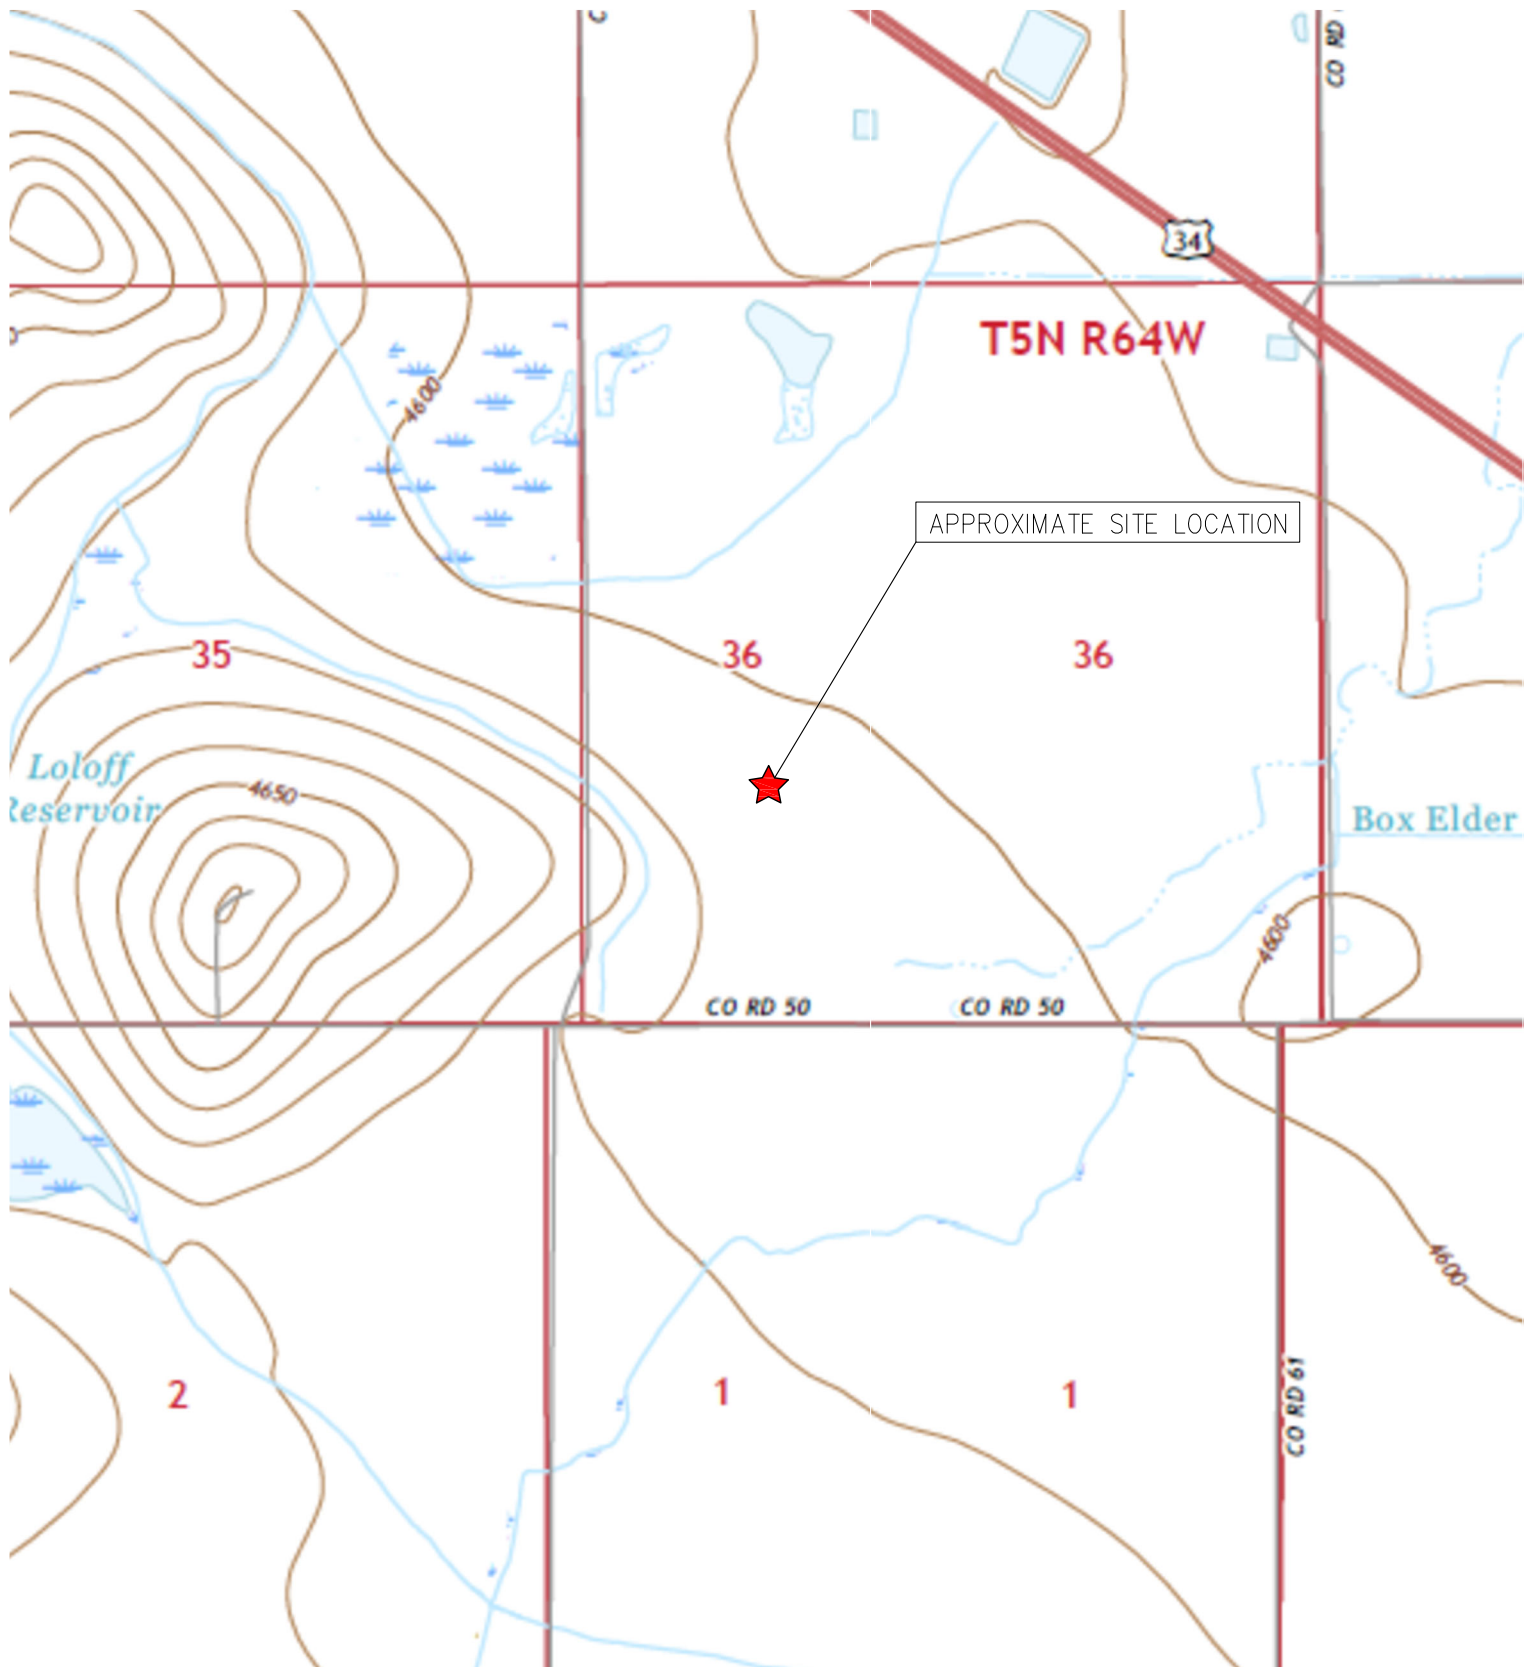 CO RD
34
T5N R64W
4600
APPROXIMATE SITE LOCATION
35
36
36
Loloff
Reservoir
4650
Box Elder
4600
CO RD 50
CO RD 50
4600
2
1
1
CO RD 61